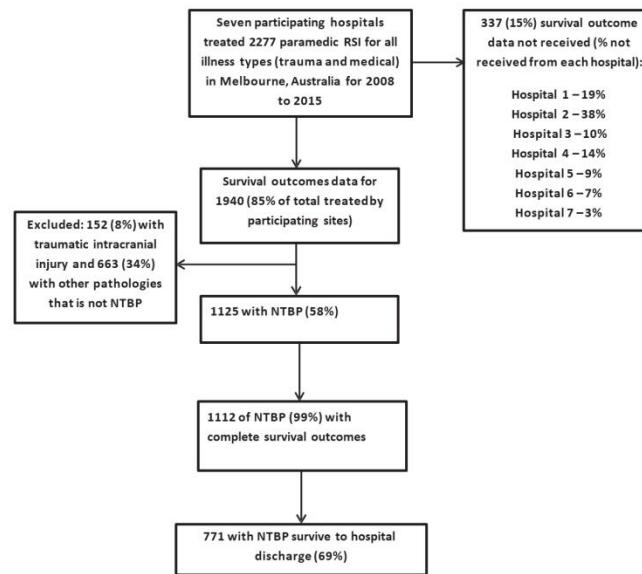 Seven participating hospitals
treated 2277 paramedic RSI for all
illness types (trauma and medical)
in Melbourne, Australia for 2008
to 2015
337 (15%) survival outcome
data not received (% not
received from each hospital):
Hospital 1 – 19%
Hospital 2 – 38%
Hospital 3 – 10%
Hospital 4 – 14%
Hospital 5 – 9%
Hospital 6 – 7%
Hospital 7 – 3%
Survival outcomes data for
1940 (85% of total treated by
participating sites)
Excluded: 152 (8%) with
traumatic intracranial
injury and 663 (34%)
with other pathologies
that is not NTBP
1125 with NTBP (58%)
1112 of NTBP (99%) with
complete survival outcomes
771 with NTBP survive to hospital
discharge (69%)